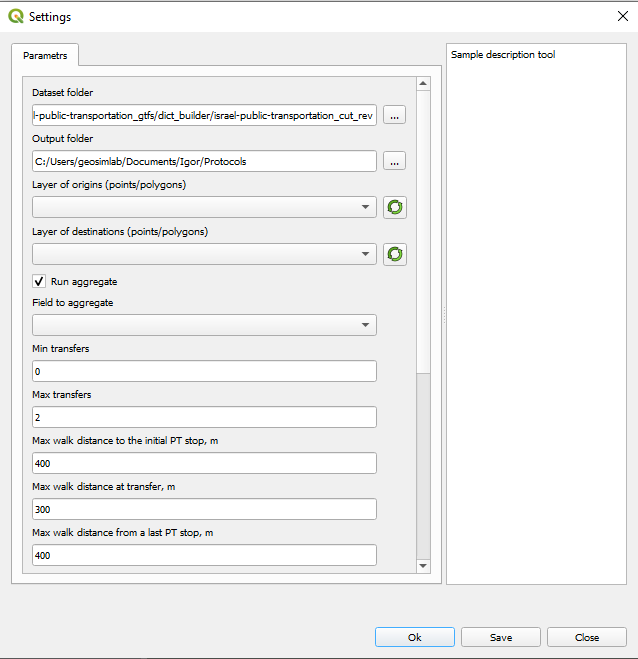 Settings
Parametrs
Sample description tool
Dataset folder
l-public-transportation_gtfs/dict_builder/israel-public-transportation_cut_rev
...
Output folder
C:/Users/geosimlab/Documents/Igor/Protocols
...
Layer of origins (points/polygons)
Layer of destinations (points/polygons)
Run aggregate
Field to aggregate
Min transfers
0
Max transfers
2
Max walk distance to the initial PT stop, m
400
Max walk distance at transfer, m
300
Max walk distance from a last PT stop, m
400
Ok
Save
Close